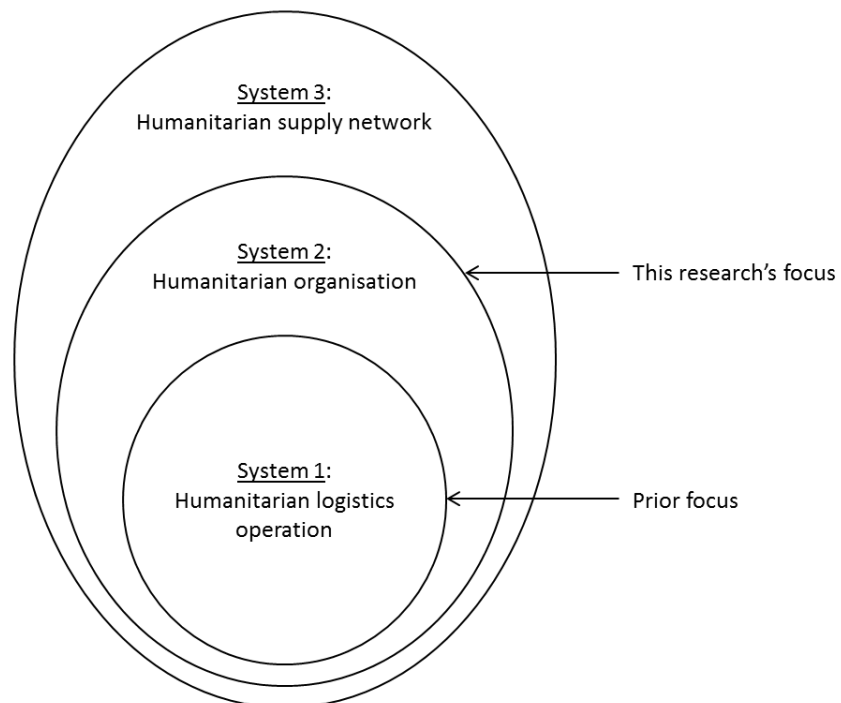 System 3:
Humanitarian supply network
System 2:
Humanitarian organisation
This research’s focus
System 1:
Humanitarian logistics
operation
Prior focus